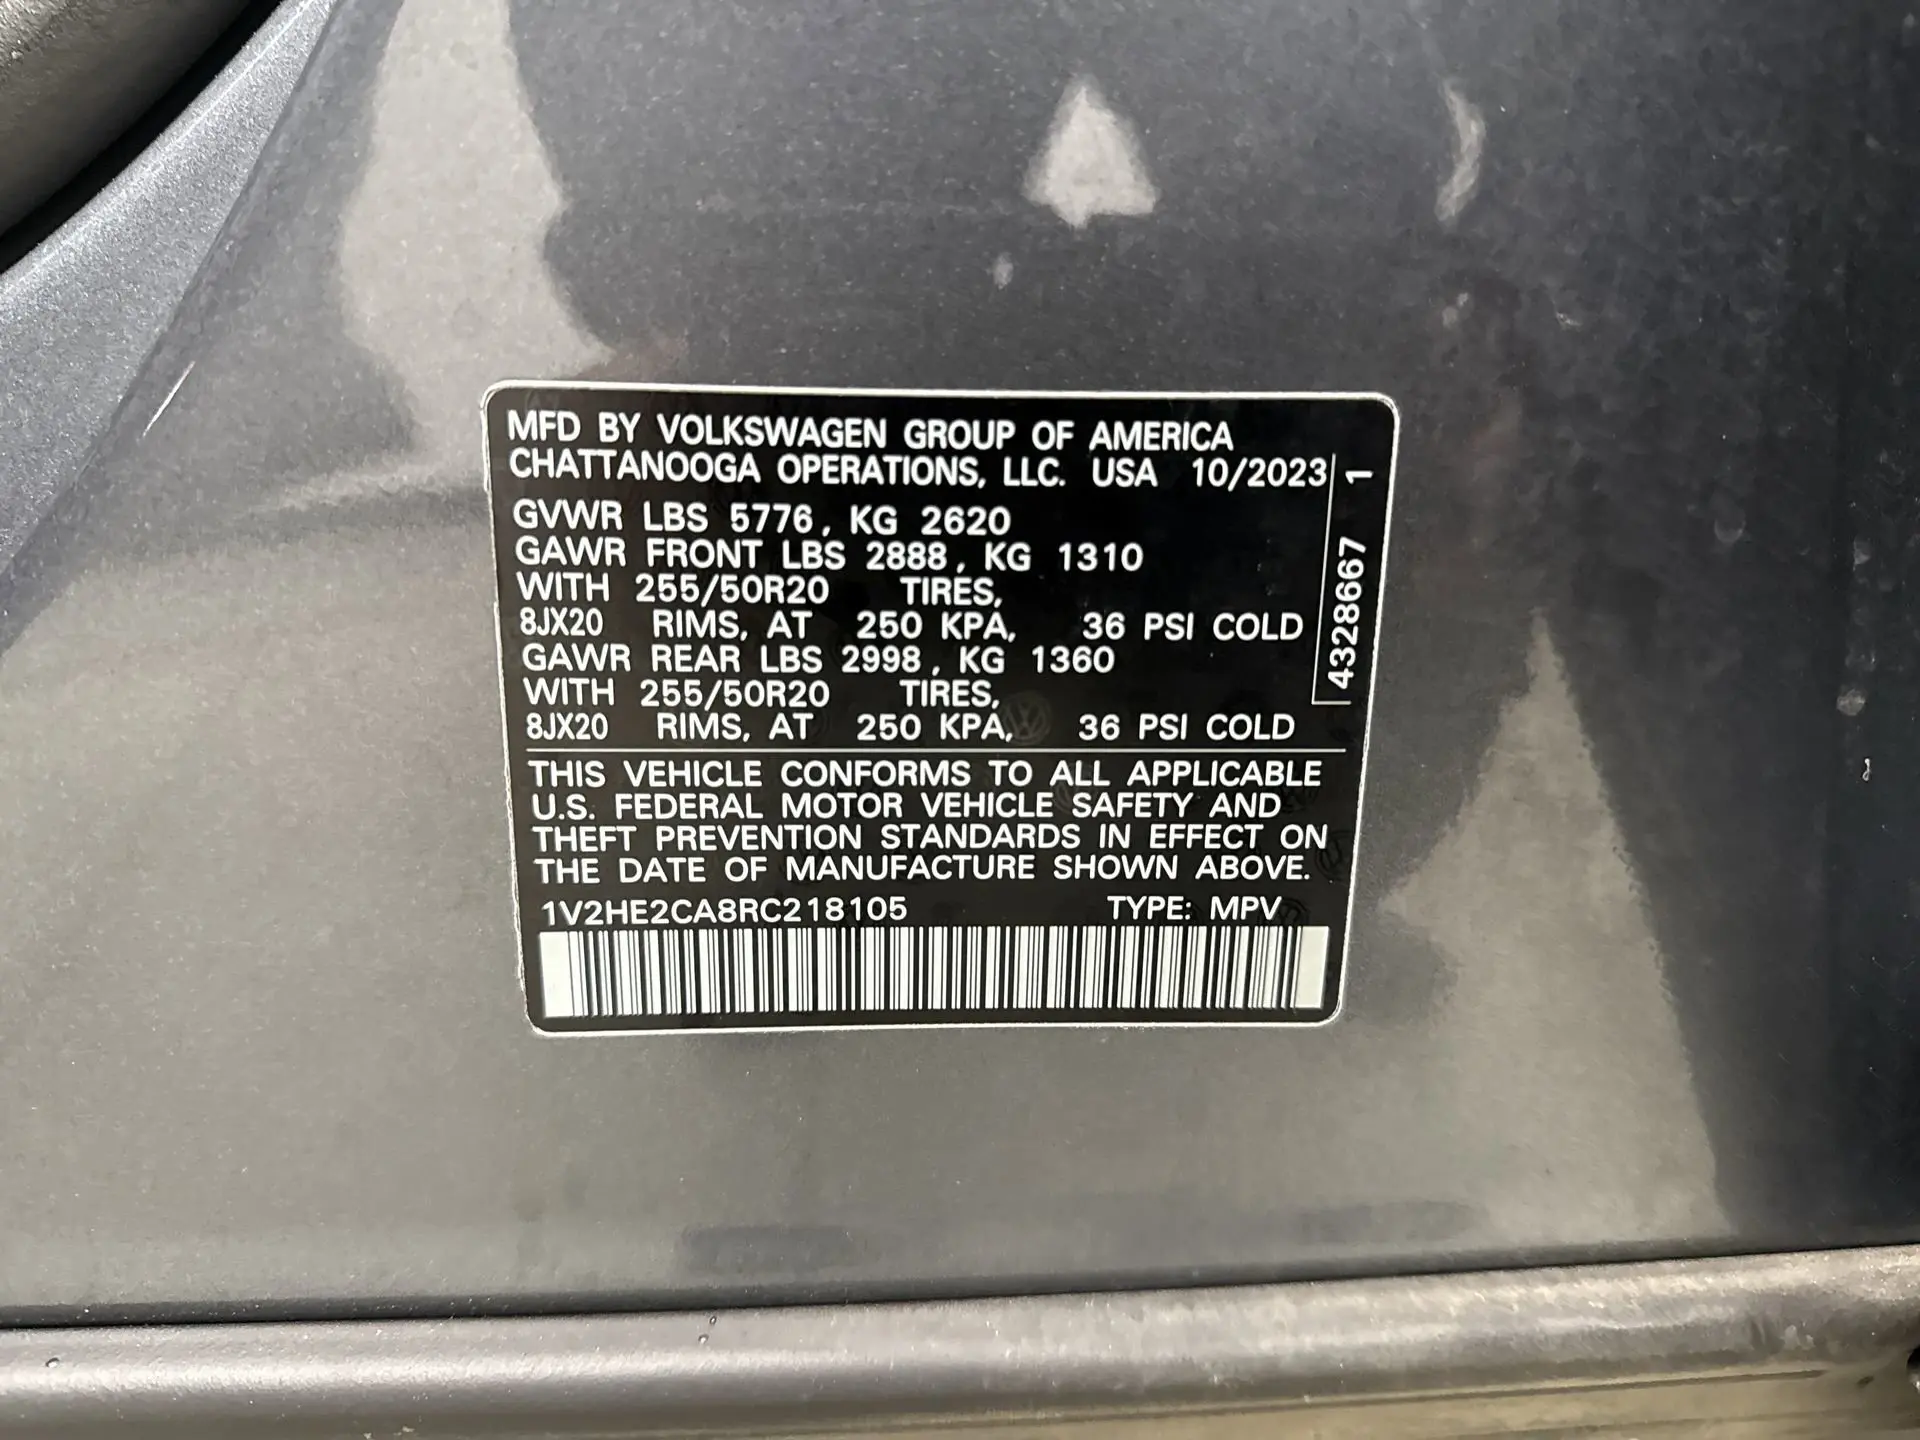 MFD BY VOLKSWAGEN GROUP OF AMERICA
CHATTANOOGA OPERATIONS, LLC. USA 10/2023
GVWR LBS 5776, KG 2620
GAWR FRONT LBS 2888, KG 1310
WITH 255/50R20 TIRES,
8JX20 RIMS, AT 250 KPA, 36 PSI COLD
GAWR REAR LBS 2998, KG 1360
WITH 255/50R20 TIRES,
8JX20 RIMS, AT 250 KPA, 36 PSI COLD
4328667 1
THIS VEHICLE CONFORMS TO ALL APPLICABLE
U.S. FEDERAL MOTOR VEHICLE SAFETY AND
THEFT PREVENTION STANDARDS IN EFFECT ON
THE DATE OF MANUFACTURE SHOWN ABOVE.
1V2HE2CA8RC218105 TYPE: MPV